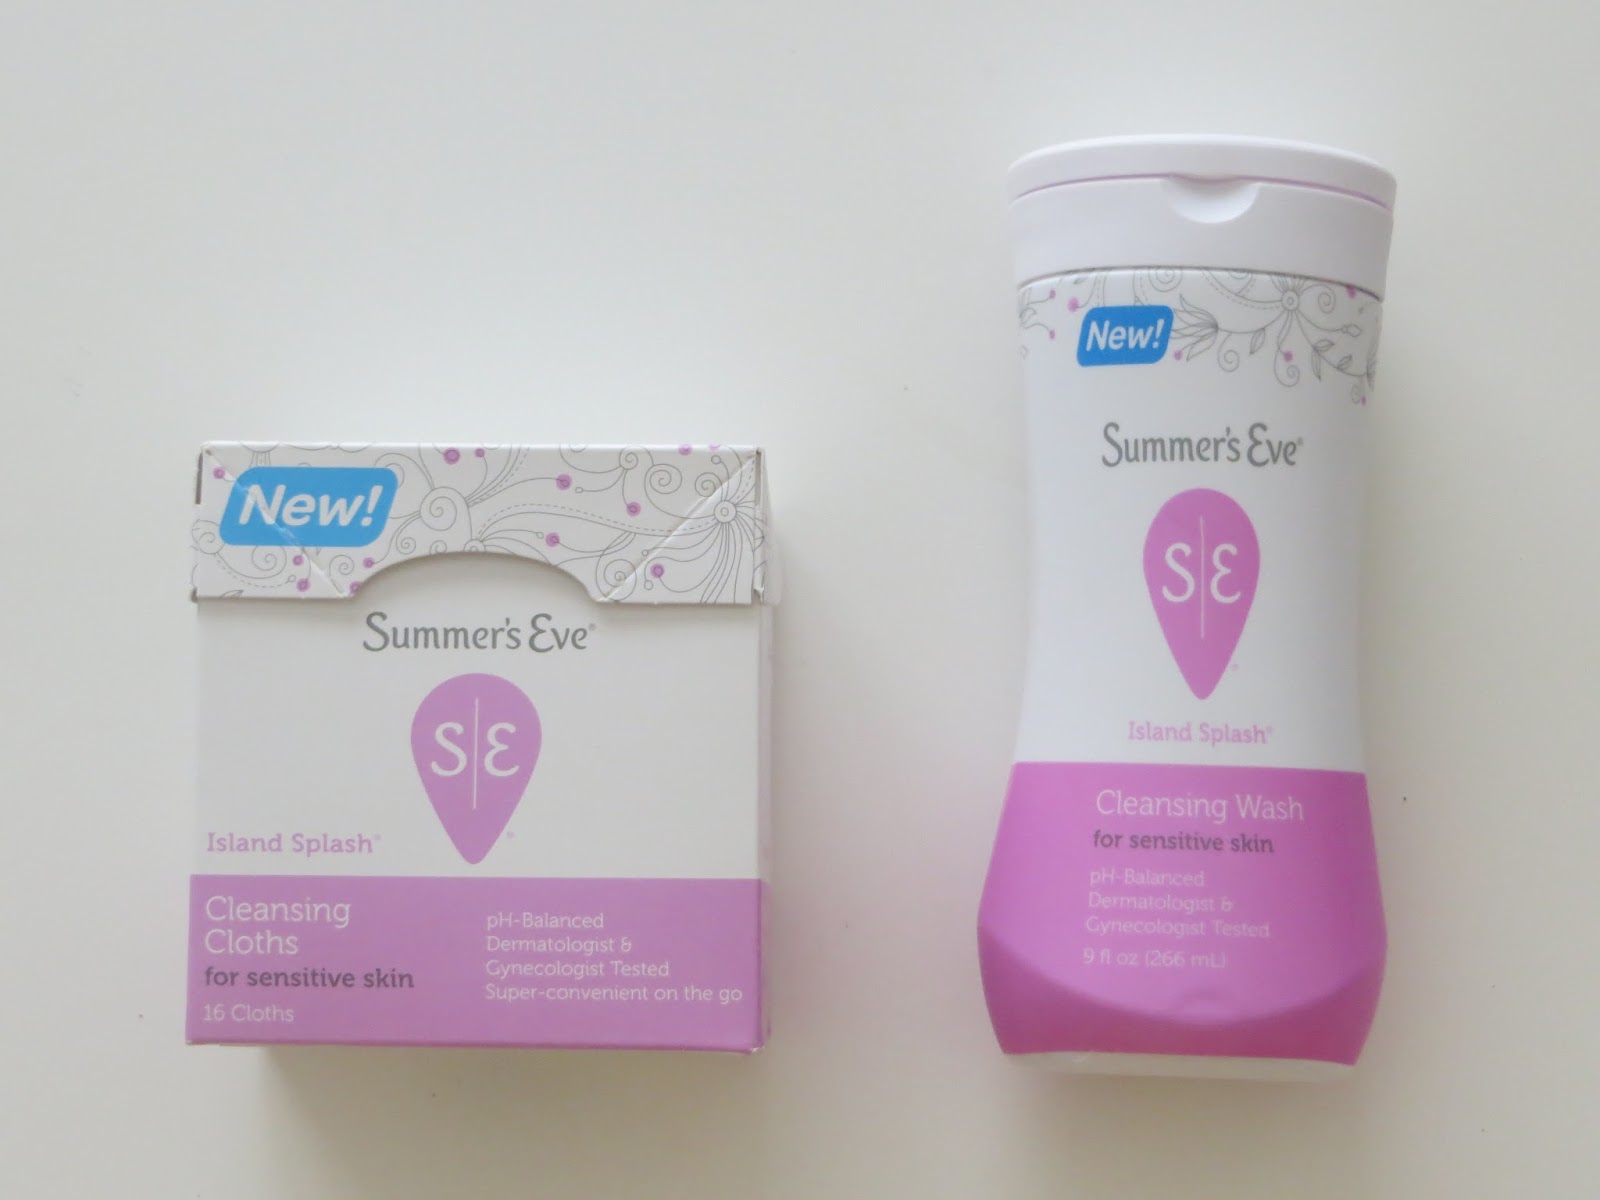 New!
Summer's Eve®
S|E
Island Splash®
Cleansing
Cloths
for sensitive skin
16 Cloths
pH-Balanced
Dermatologist &
Gynecologist Tested
Super-convenient on the go
New!
Summer's Eve®
S|E
Island Splash®
Cleansing Wash
for sensitive skin
pH-Balanced
Dermatologist &
Gynecologist Tested
9 fl oz (266 mL)